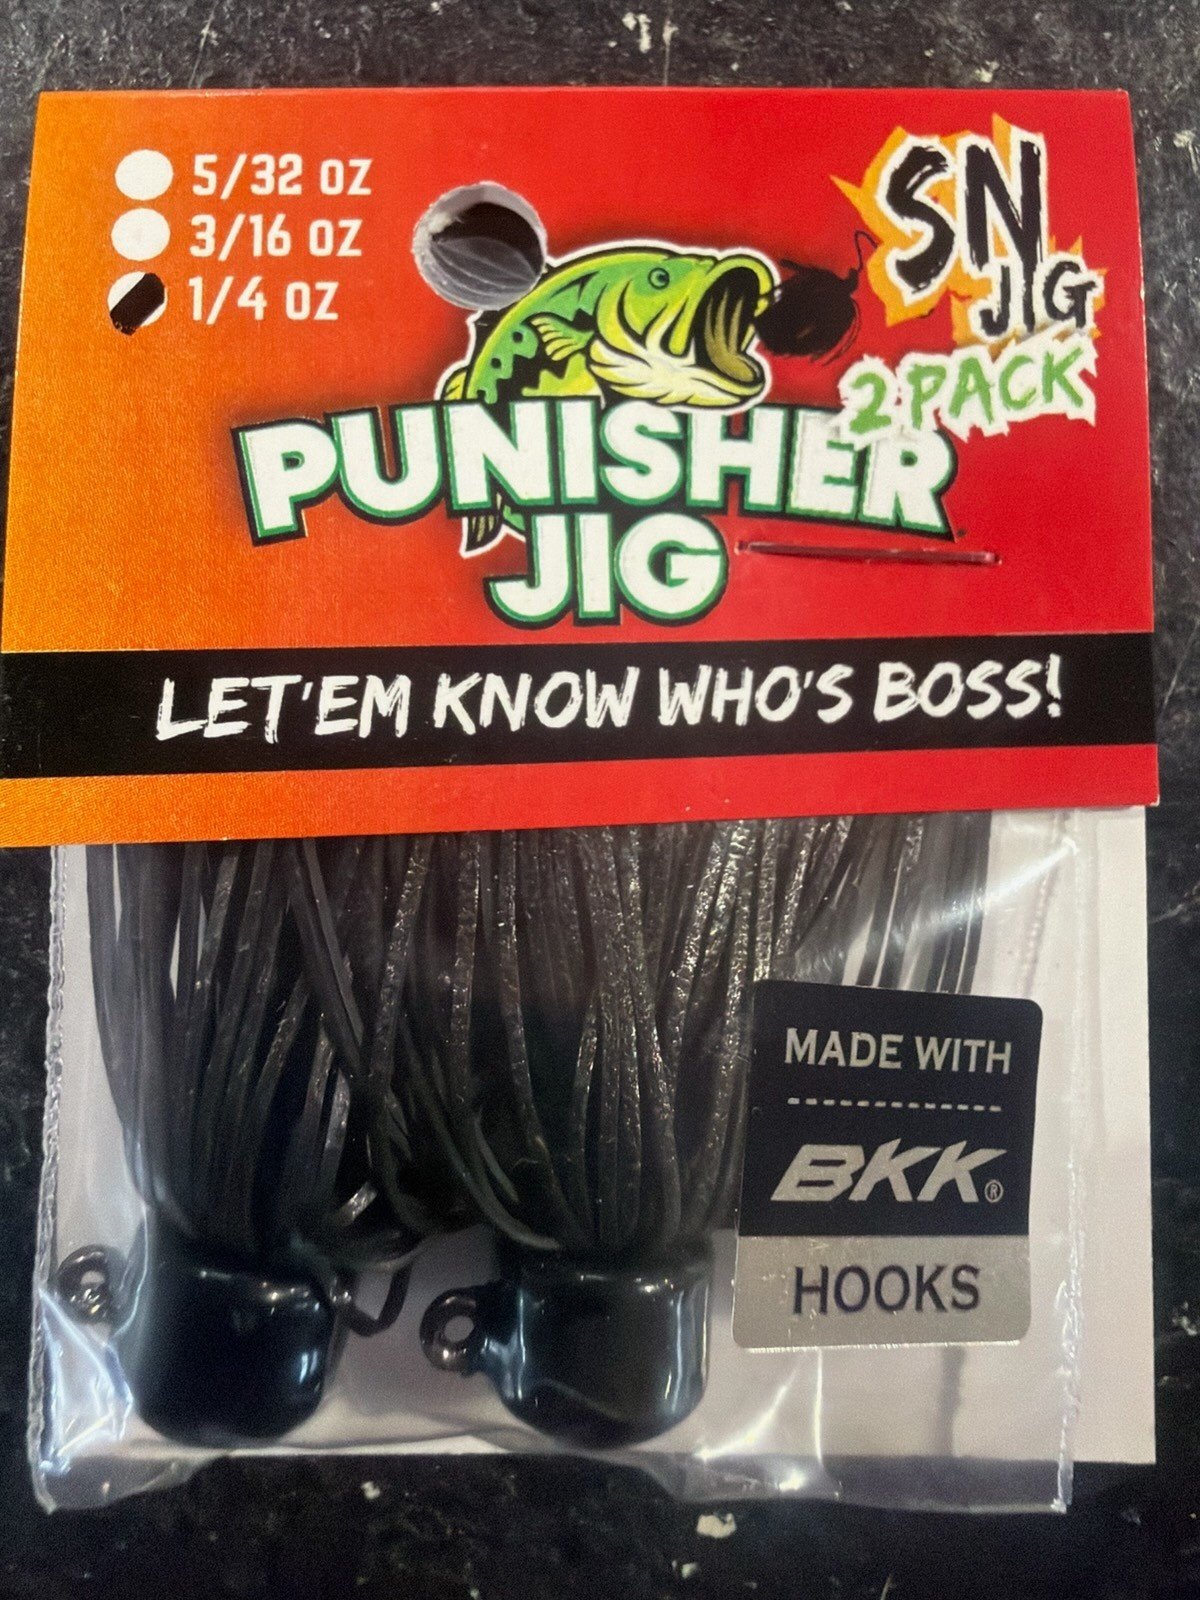 5/32 OZ
3/16 OZ
1/4 OZ
SN
JIG
2 PACK
PUNISHER
JIG
LET'EM KNOW WHO'S BOSS!
MADE WITH
BKK®
HOOKS